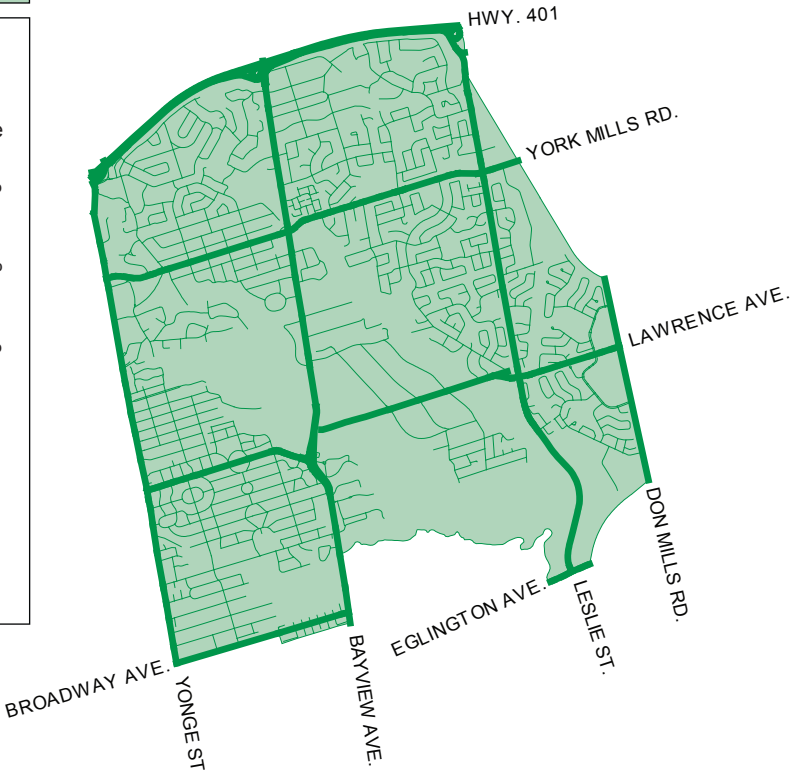 HWY. 401
YORK MILLS RD.
LAWRENCE AVE.
DON MILLS RD.
EGLINGTON AVE.
LESLIE ST.
BROADWAY AVE.
BAYVIEW AVE.
YONGE ST